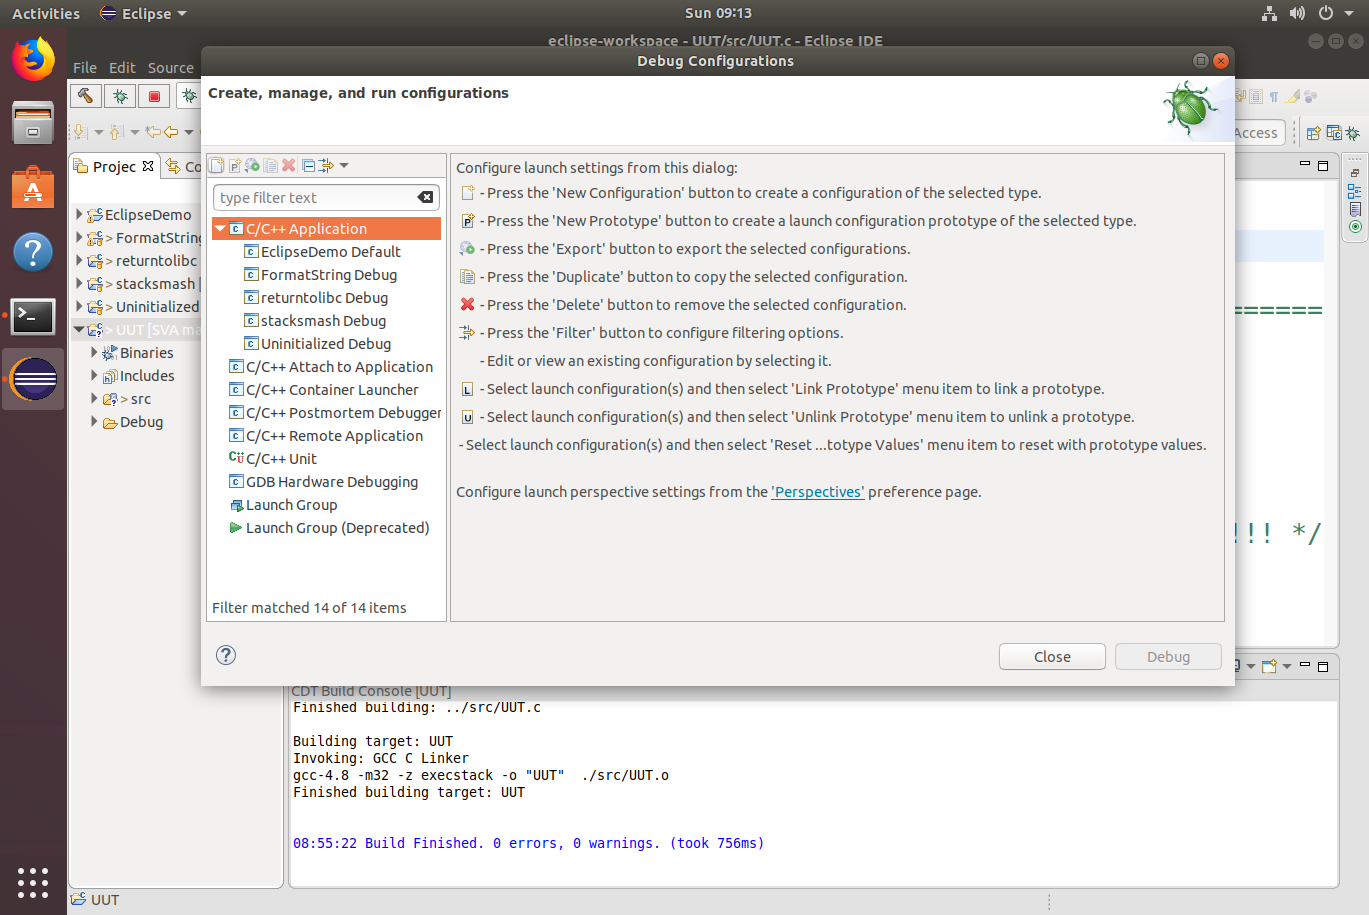 Activities
Eclipse
Sun 09:13
eclipse-workspace - UUT/src/UUT.c - Eclipse IDE
Debug Configurations
File Edit Source
Create, manage, and run configurations
Access
Projec
Co
type filter text
EclipseDemo
> FormatString
> returntolibc
> stacksmash [
> Uninitialized
> UUT [SVA ma
Binaries
Includes
> src
Debug
C/C++ Application
EclipseDemo Default
FormatString Debug
returntolibc Debug
stacksmash Debug
Uninitialized Debug
C/C++ Attach to Application
C/C++ Container Launcher
C/C++ Postmortem Debugger
C/C++ Remote Application
C/C++ Unit
GDB Hardware Debugging
Launch Group
Launch Group (Deprecated)
Filter matched 14 of 14 items
Configure launch settings from this dialog:
- Press the 'New Configuration' button to create a configuration of the selected type.
- Press the 'New Prototype' button to create a launch configuration prototype of the selected type.
- Press the 'Export' button to export the selected configurations.
- Press the 'Duplicate' button to copy the selected configuration.
- Press the 'Delete' button to remove the selected configuration.
- Press the 'Filter' button to configure filtering options.
- Edit or view an existing configuration by selecting it.
- Select launch configuration(s) and then select 'Link Prototype' menu item to link a prototype.
- Select launch configuration(s) and then select 'Unlink Prototype' menu item to unlink a prototype.
- Select launch configuration(s) and then select 'Reset ...totype Values' menu item to reset with prototype values.
Configure launch perspective settings from the 'Perspectives' preference page.
======
!!! */
Close
Debug
CDT Build Console [UUT]
Finished building: ../src/UUT.c
Building target: UUT
Invoking: GCC C Linker
gcc-4.8 -m32 -z execstack -o "UUT" ./src/UUT.o
Finished building target: UUT
08:55:22 Build Finished. 0 errors, 0 warnings. (took 756ms)
UUT